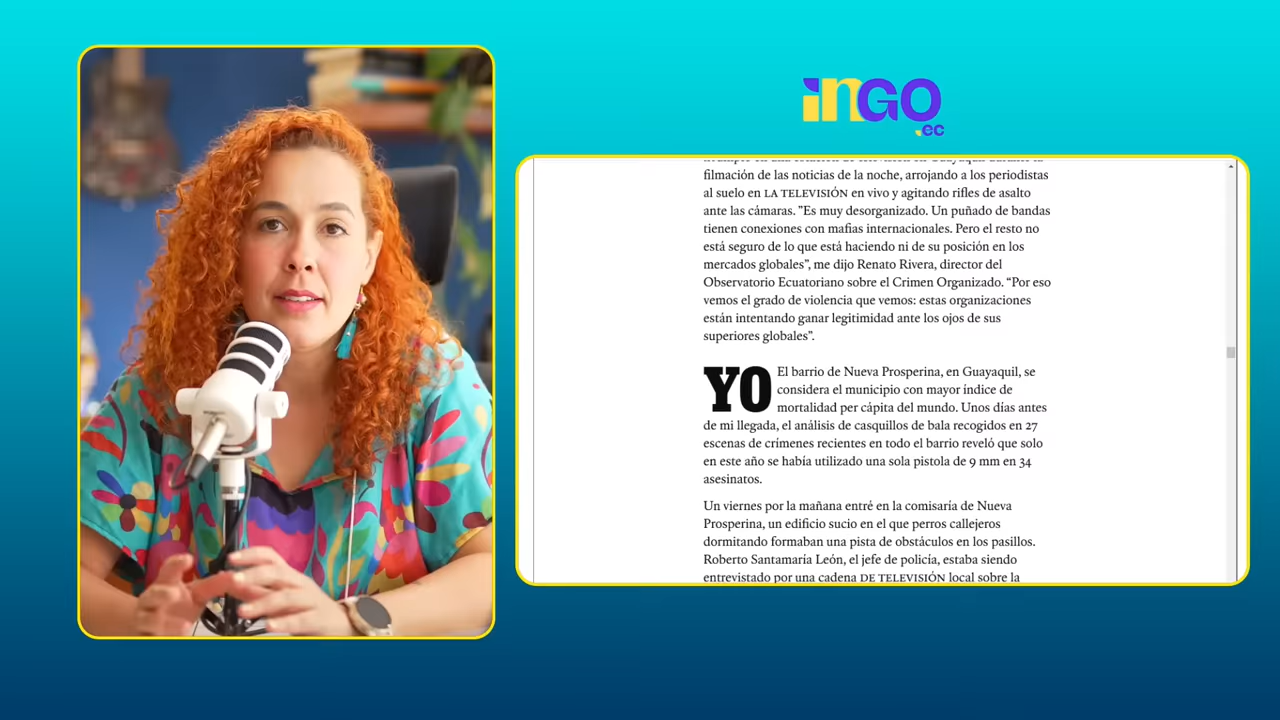 inGO
.ec
filmación de las noticias de la noche, arrojando a los periodistas
al suelo en LA TELEVISIÓN en vivo y agitando rifles de asalto
ante las cámaras. ”Es muy desorganizado. Un puñado de bandas
tienen conexiones con mafias internacionales. Pero el resto no
está seguro de lo que está haciendo ni de su posición en los
mercados globales”, me dijo Renato Rivera, director del
Observatorio Ecuatoriano sobre el Crimen Organizado. “Por eso
vemos el grado de violencia que vemos: estas organizaciones
están intentando ganar legitimidad ante los ojos de sus
superiores globales”.
YO El barrio de Nueva Prosperina, en Guayaquil, se
considera el municipio con mayor índice de
mortalidad per cápita del mundo. Unos días antes
de mi llegada, el análisis de casquillos de bala recogidos en 27
escenas de crímenes recientes en todo el barrio reveló que solo
en este año se había utilizado una sola pistola de 9 mm en 34
asesinatos.
Un viernes por la mañana entré en la comisaría de Nueva
Prosperina, un edificio sucio en el que perros callejeros
dormitando formaban una pista de obstáculos en los pasillos.
Roberto Santamaría León, el jefe de policía, estaba siendo
entrevistado por una cadena DE TELEVISIÓN local sobre la